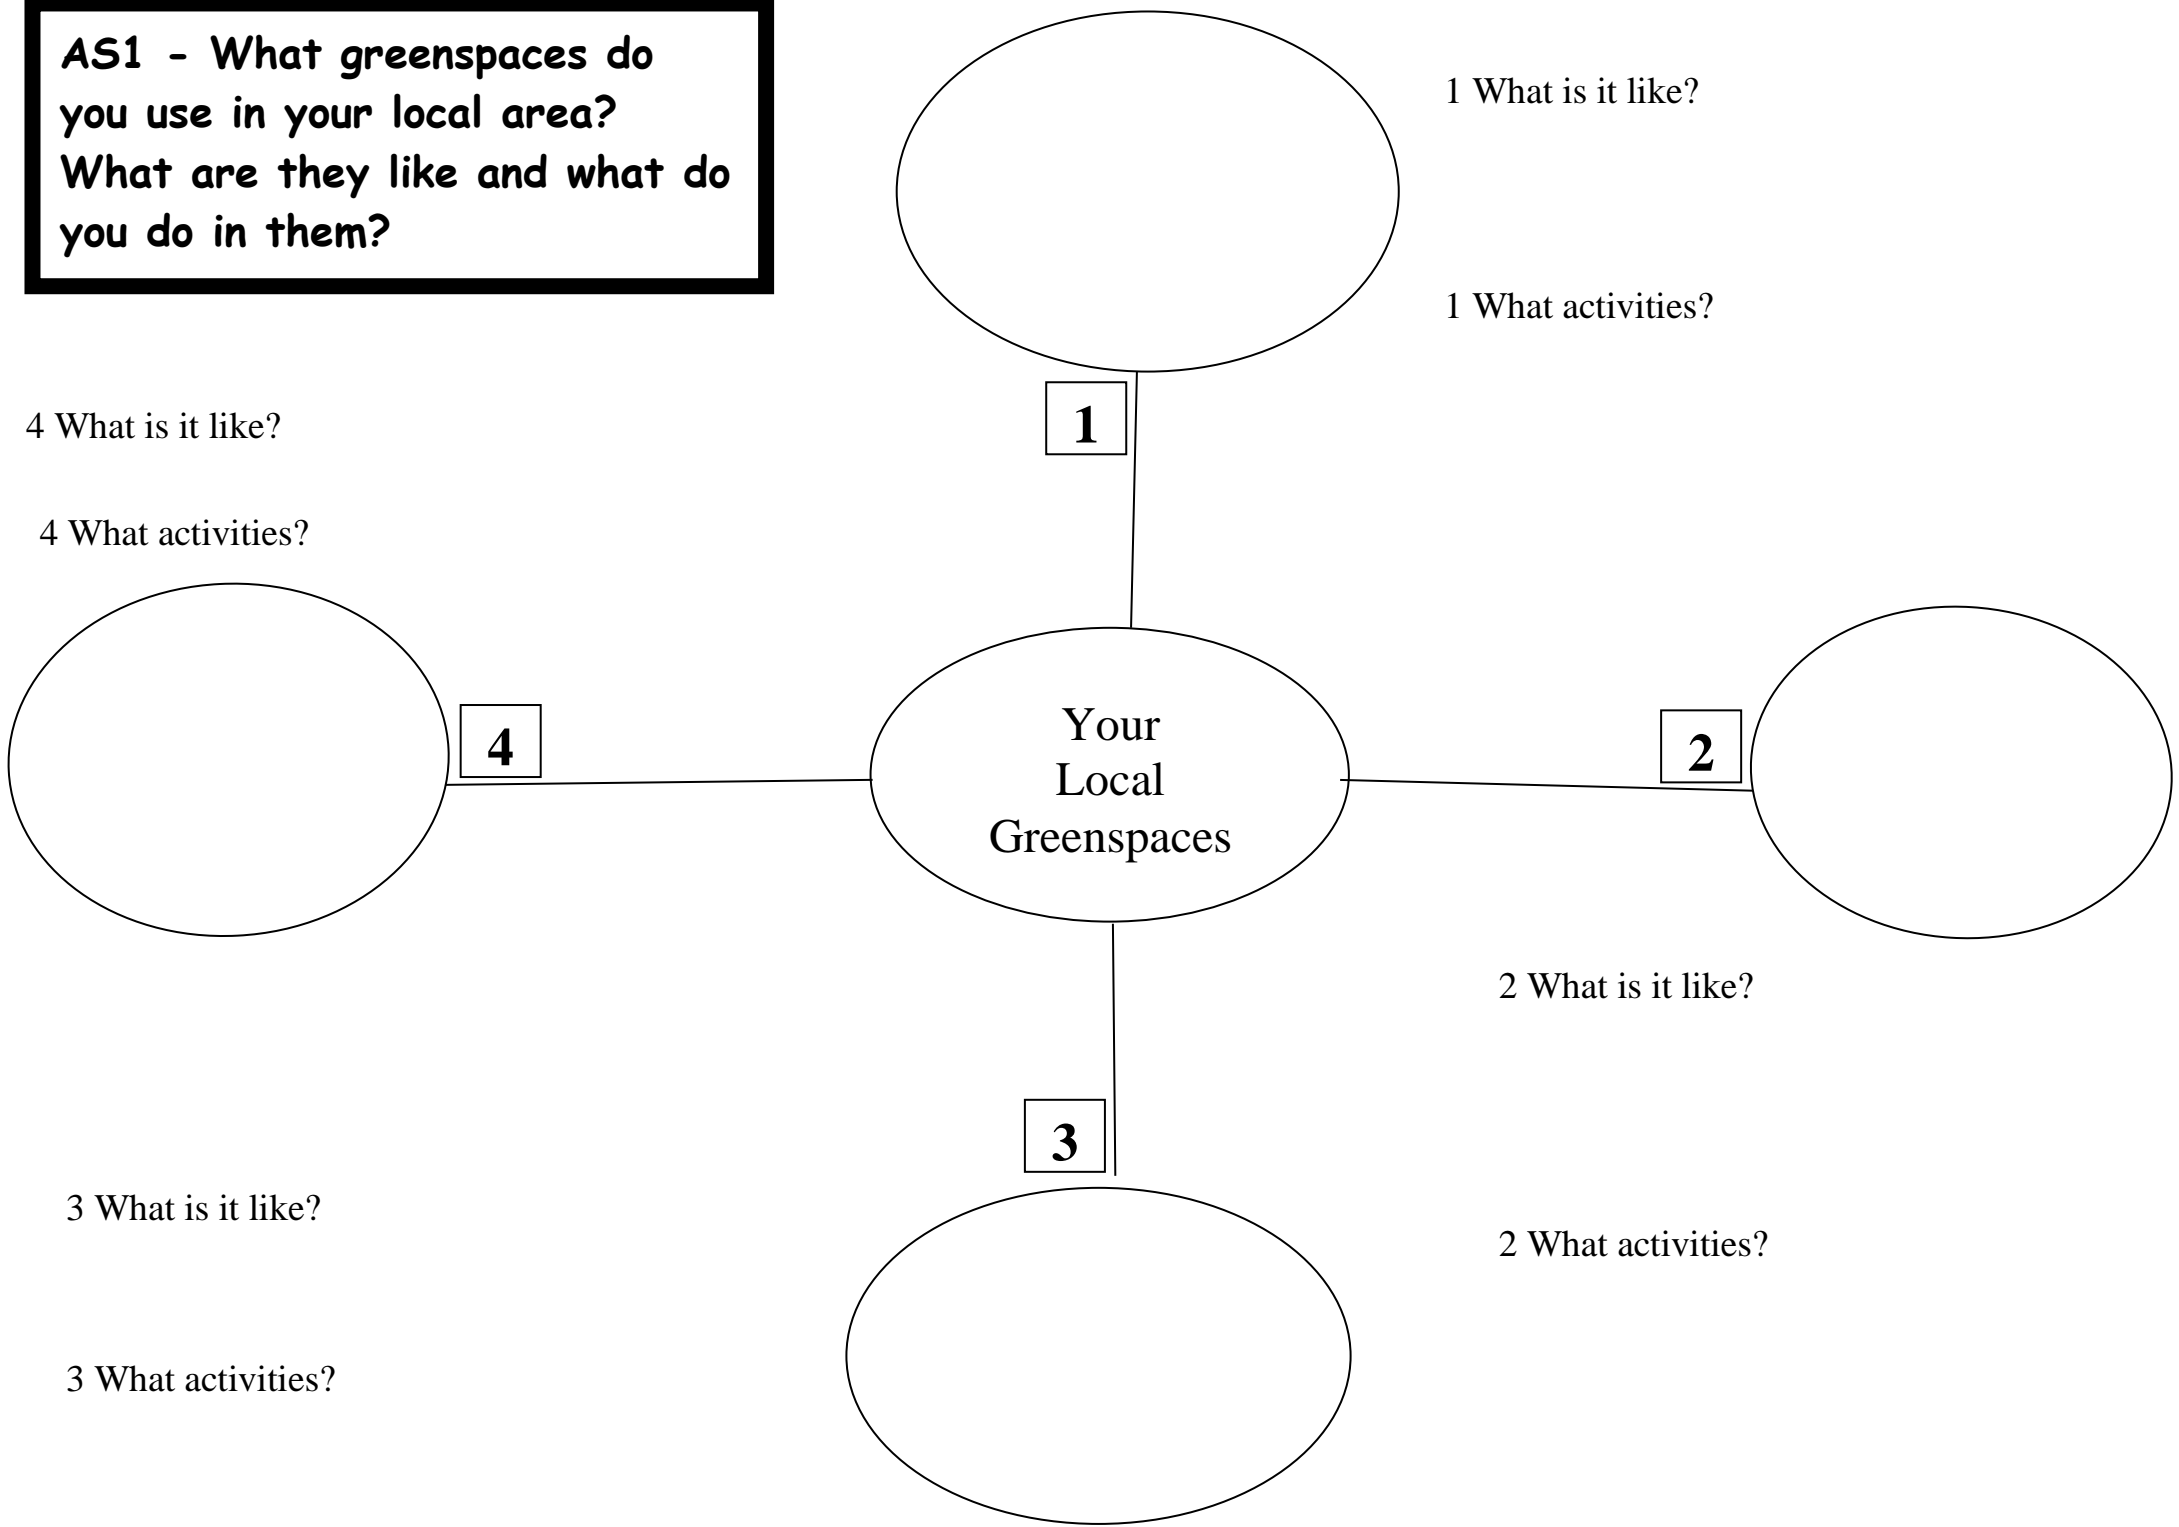 AS1 - What greenspaces do
you use in your local area?
What are they like and what do
you do in them?
1 What is it like?
1 What activities?
1
4 What is it like?
4 What activities?
4
Your
Local
Greenspaces
2
2 What is it like?
2 What activities?
3
3 What is it like?
3 What activities?